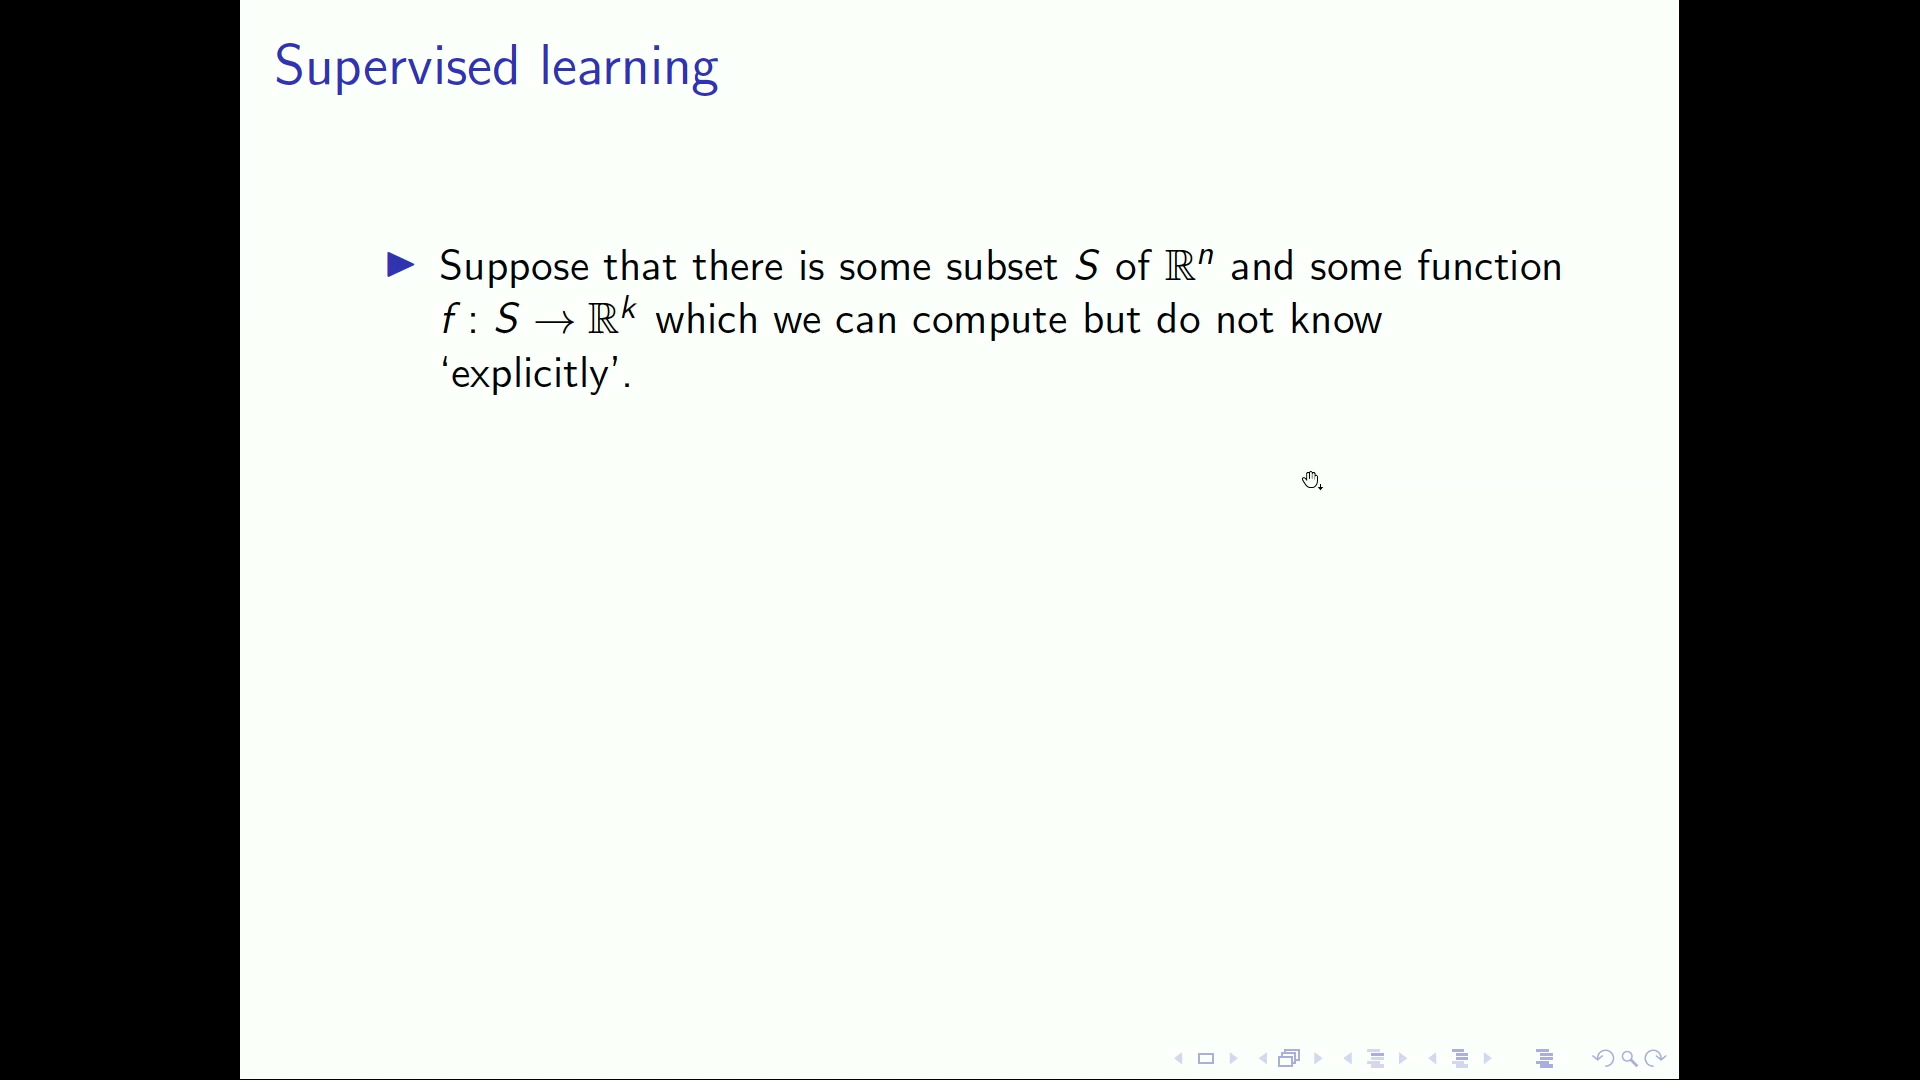 Supervised learning
▶ Suppose that there is some subset S of ℝⁿ and some function
f : S → ℝᵏ which we can compute but do not know
‘explicitly’.